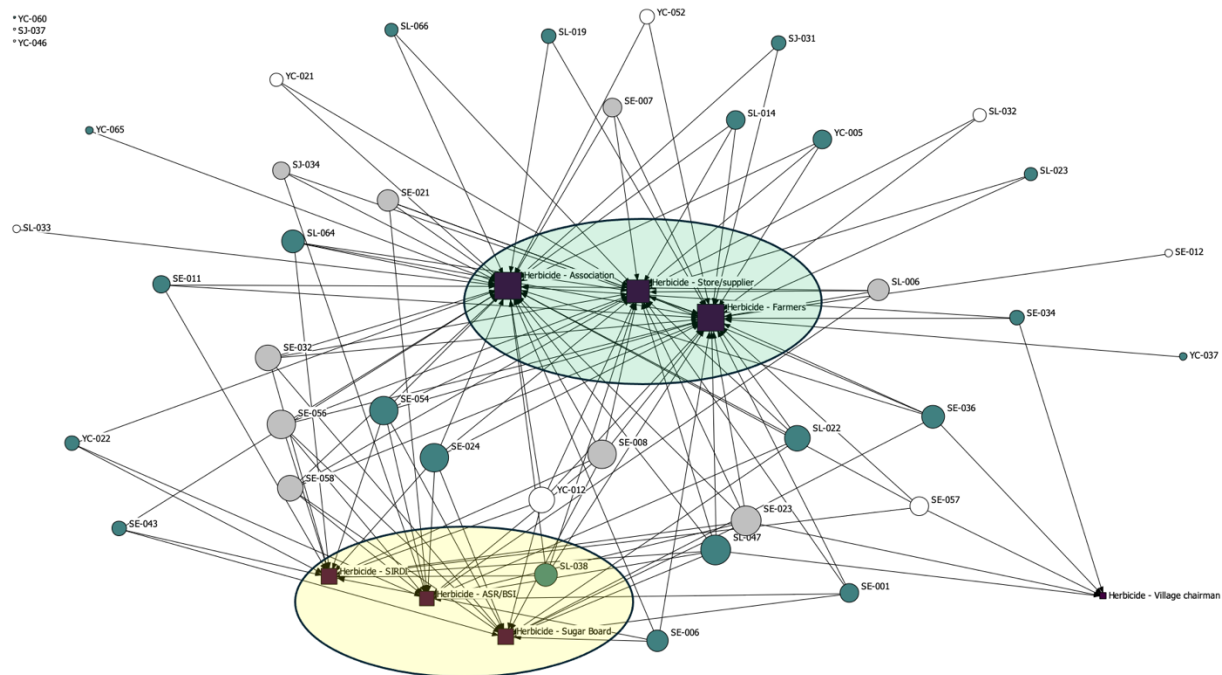 YC-060
SJ-037
YC-046
SL-066
SL-019
YC-052
SJ-031
YC-021
SE-007
SL-014
SL-032
YC-065
YC-005
SJ-034
SL-023
SE-021
SL-033
SL-064
SE-012
SE-011
Herbicide - Association
Herbicide - Store/supplier
SL-006
Herbicide - Farmers
SE-034
SE-032
YC-037
SE-054
SE-056
SE-036
YC-022
SL-022
SE-024
SE-008
SE-058
YC-012
SE-057
SE-023
SE-043
SL-047
Herbicide - SIRDI
SL-038
SE-001
Herbicide - ASR/BSI
Herbicide - Village chairman
Herbicide - Sugar Board
SE-006